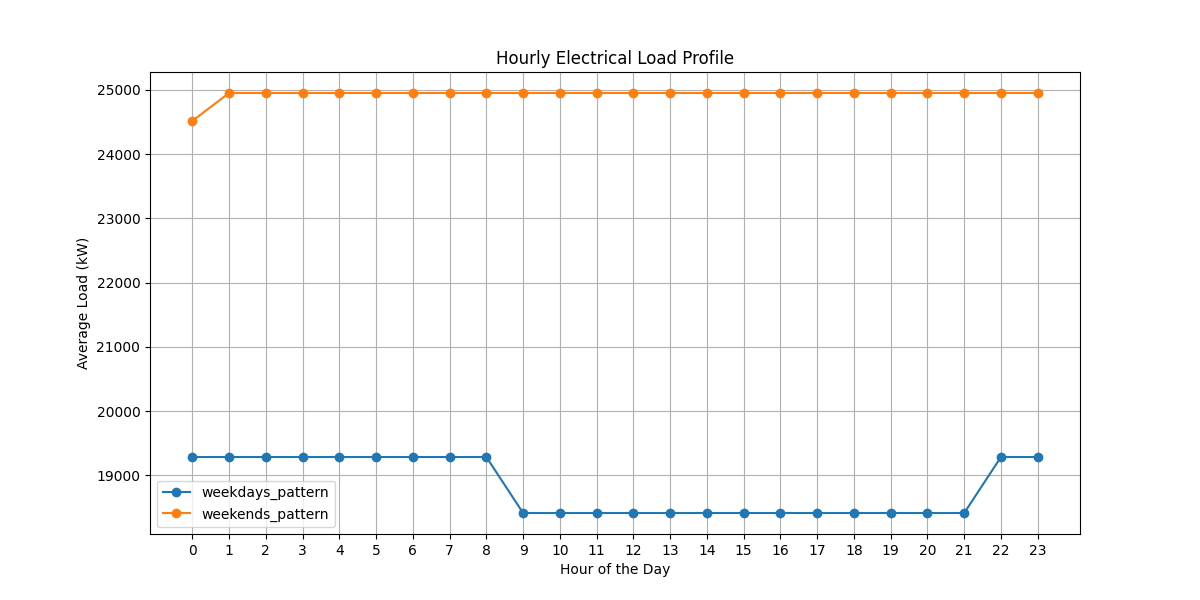 Hourly Electrical Load Profile
Average Load (kW)
25000
24000
23000
22000
21000
20000
19000
weekdays_pattern
weekends_pattern
0 1 2 3 4 5 6 7 8 9 10 11 12 13 14 15 16 17 18 19 20 21 22 23
Hour of the Day